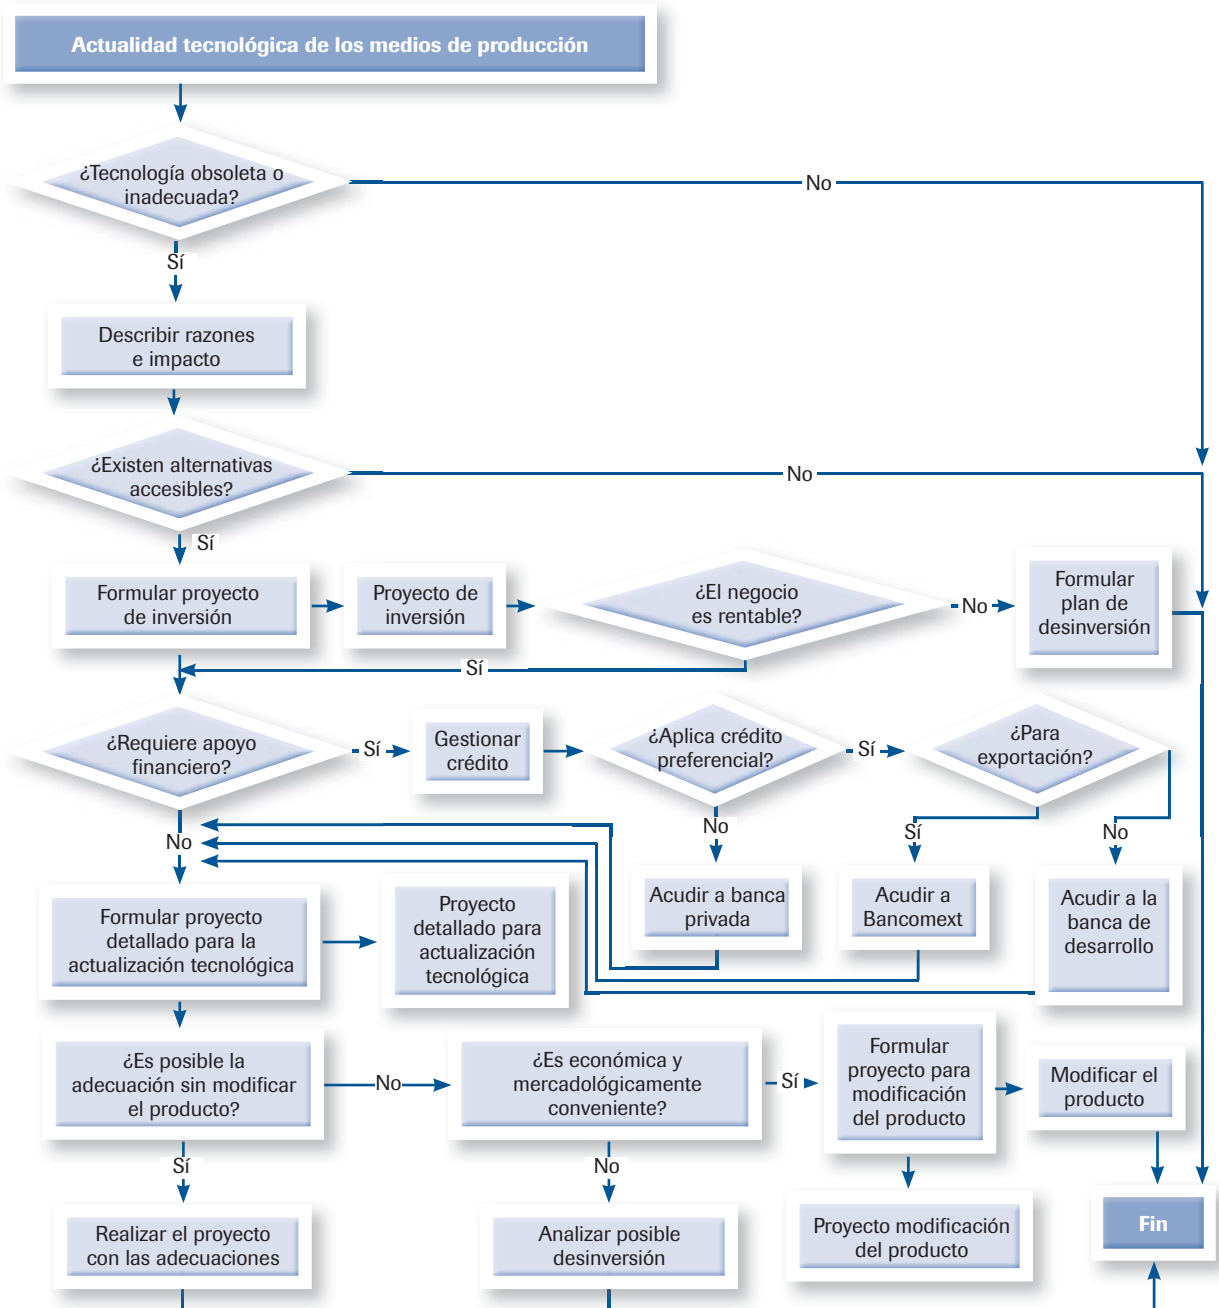 Actualidad tecnológica de los medios de producción
¿Tecnología obsoleta o
inadecuada?
No
Sí
Describir razones
e impacto
¿Existen alternativas
accesibles?
No
Sí
Formular proyecto
de inversión
Proyecto de
inversión
¿El negocio
es rentable?
No
Formular
plan de
desinversión
Sí
¿Requiere apoyo
financiero?
Sí
Gestionar
crédito
¿Aplica crédito
preferencial?
Sí
¿Para
exportación?
No
No
Sí
No
Formular proyecto
detallado para la
actualización tecnológica
Proyecto
detallado para
actualización
tecnológica
Acudir a banca
privada
Acudir a
Bancomext
Acudir a la
banca de
desarrollo
¿Es posible la
adecuación sin modificar
el producto?
No
¿Es económica y
mercadológicamente
conveniente?
Sí
Formular
proyecto para
modificación
del producto
Modificar el
producto
Sí
No
Realizar el proyecto
con las adecuaciones
Analizar posible
desinversión
Proyecto modificación
del producto
Fin